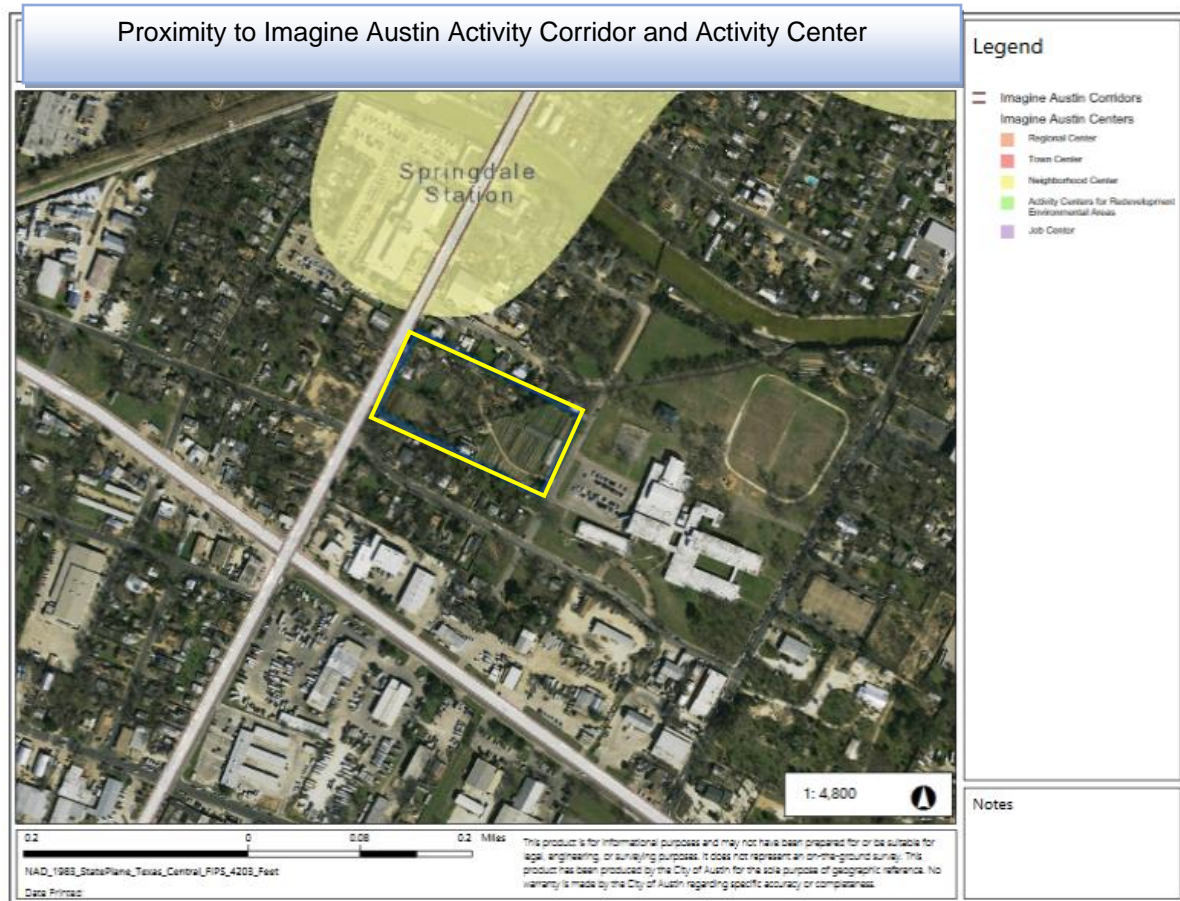 Proximity to Imagine Austin Activity Corridor and Activity Center
Legend
Imagine Austin Corridors
Imagine Austin Centers
Regional Center
Town Center
Neighborhood Center
Activity Centers for Redevelopment
Environmental Areas
Job Center
Springdale
Station
1: 4,800
Notes
0.2 0 0.08 0.2 Miles
NAD_1983_StatePlane_Texas_Central_FIPS_4203_Feet
Date Printed:
This product is for informational purposes and may not have been prepared for or be suitable for
legal, engineering, or surveying purposes. It does not represent an on-the-ground survey. This
product has been produced by the City of Austin for the sole purpose of geographic reference. No
warranty is made by the City of Austin regarding specific accuracy or completeness.